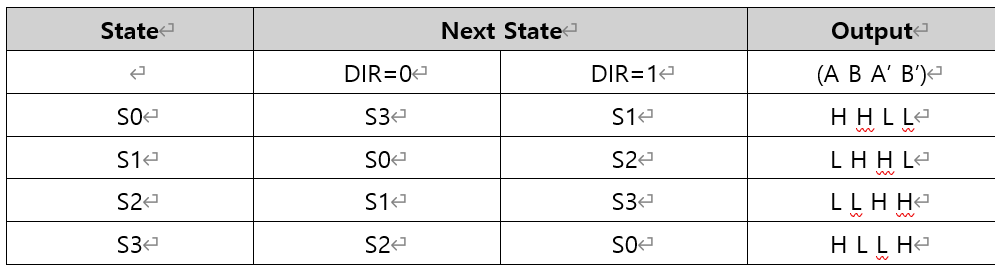 State Next State Output
DIR=0 DIR=1 (A B A’ B’)
S0 S3 S1 H H L L
S1 S0 S2 L H H L
S2 S1 S3 L L H H
S3 S2 S0 H L L H